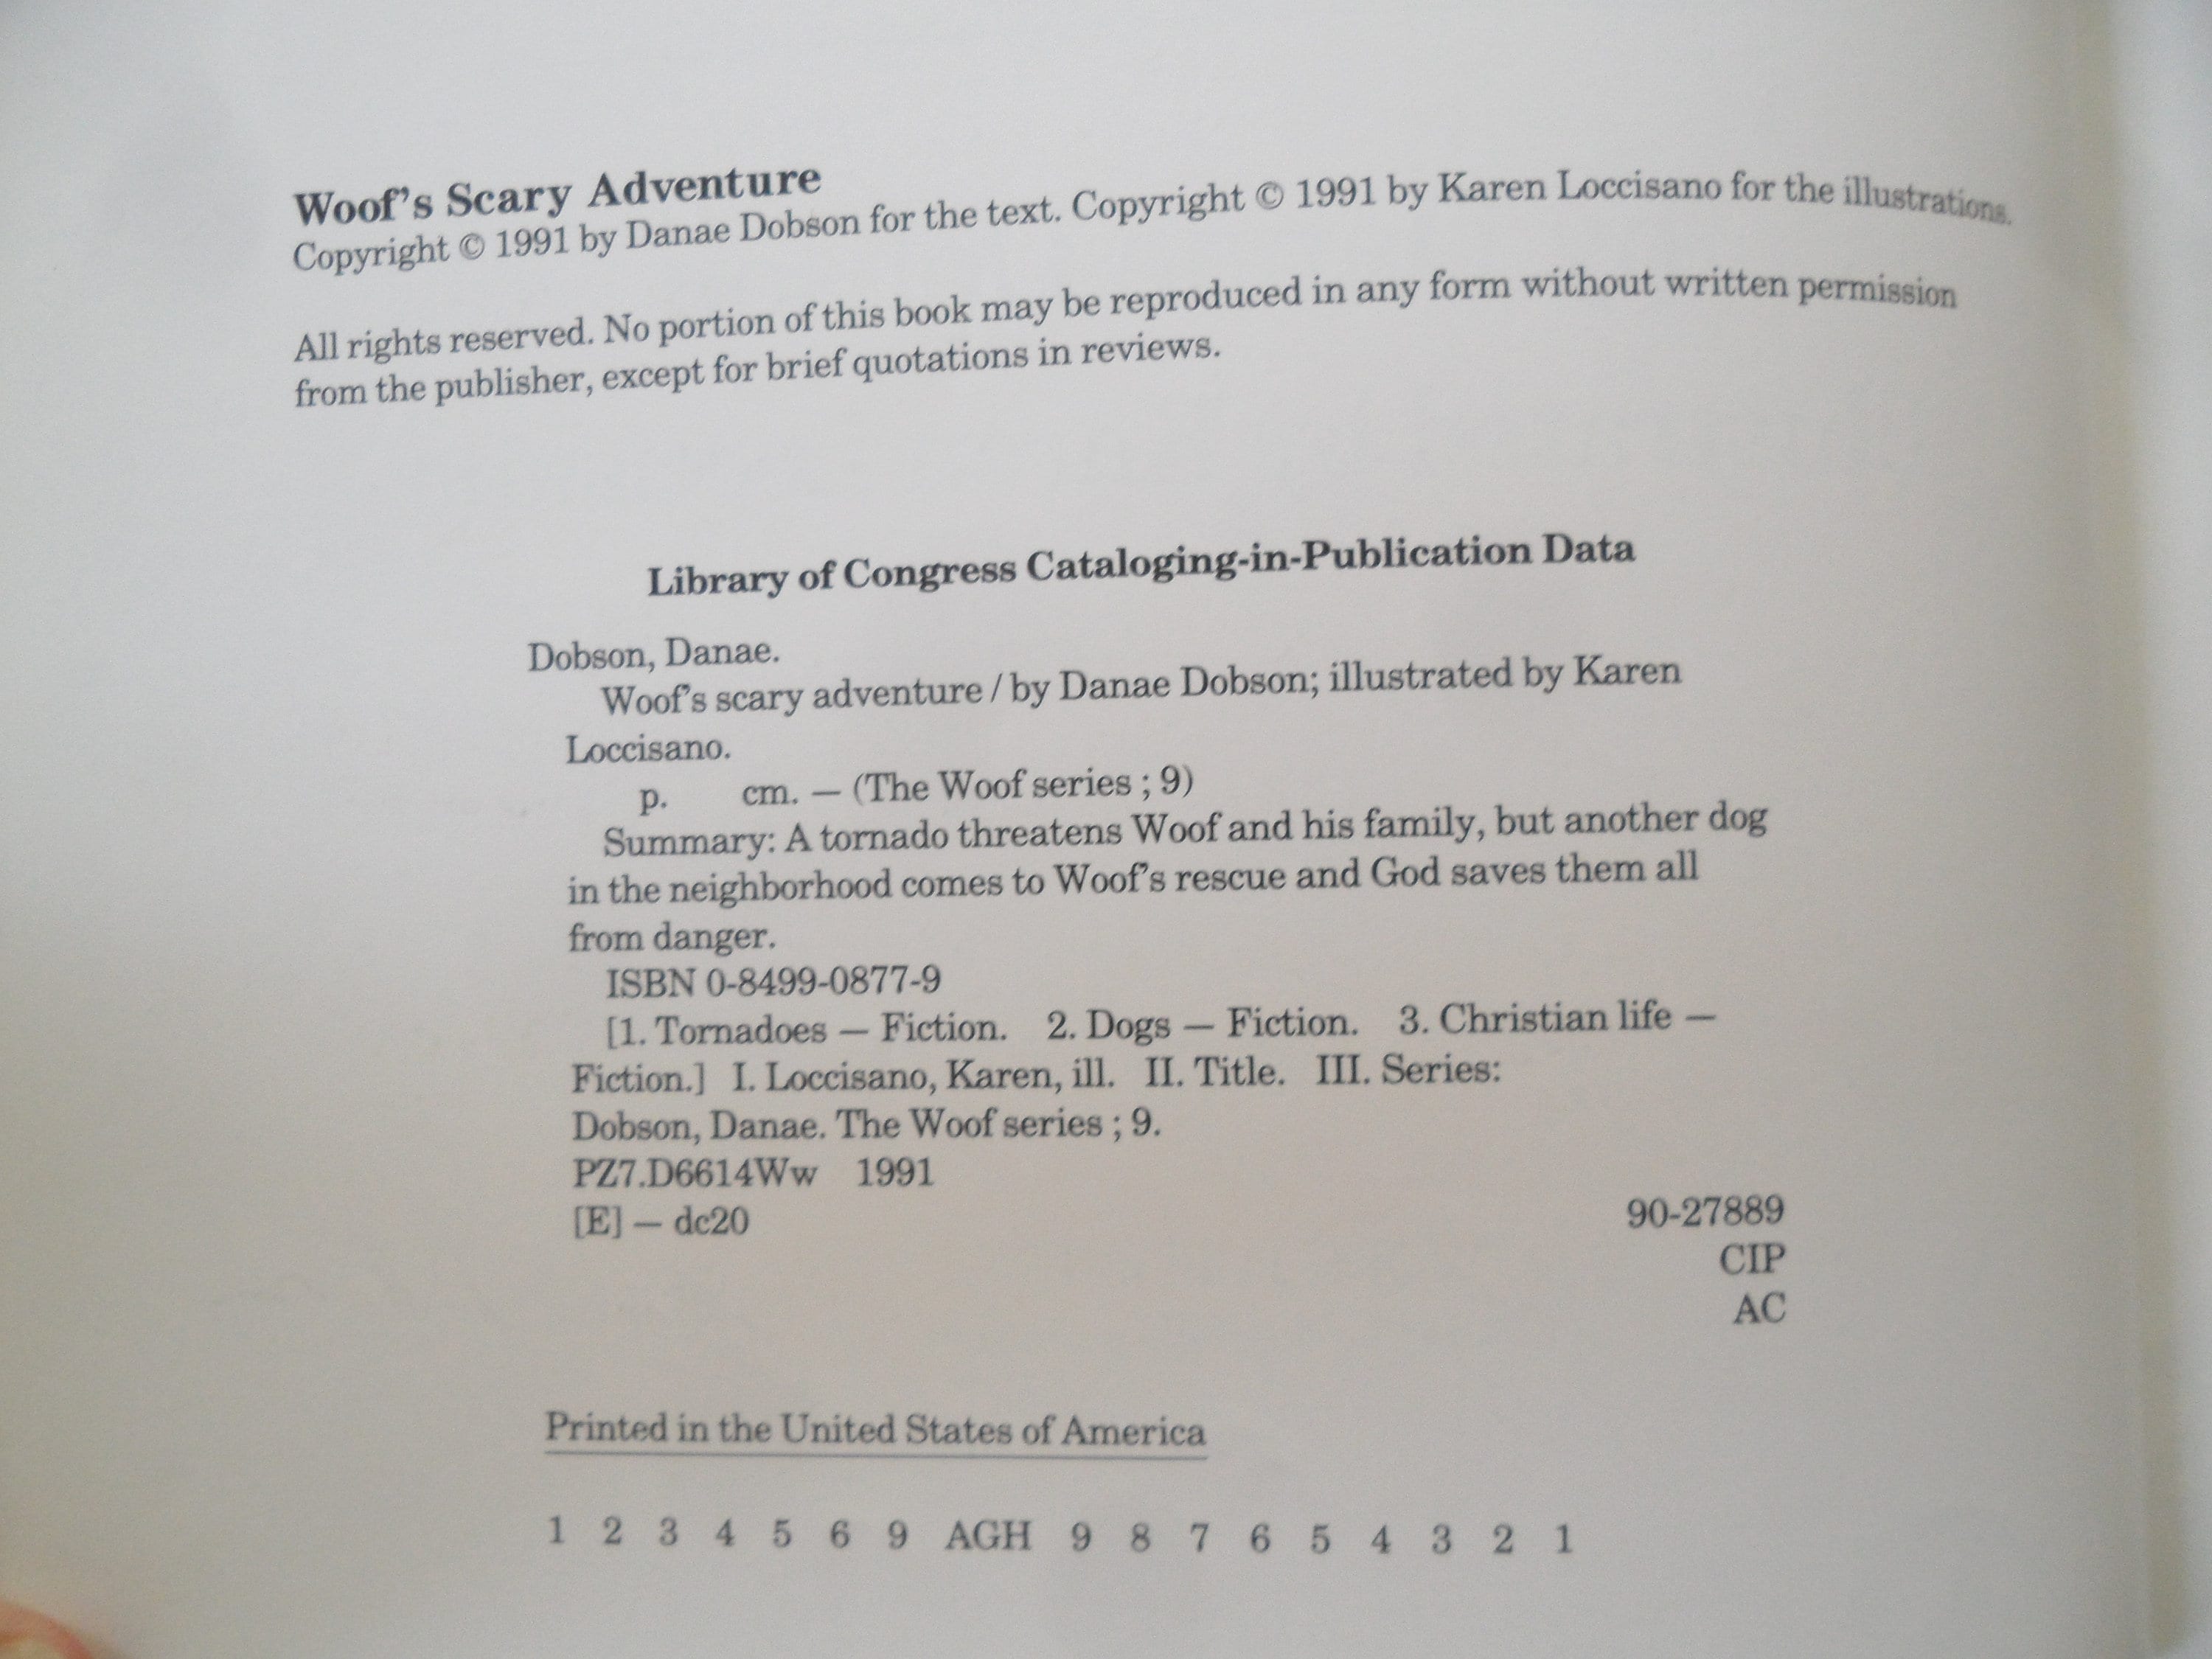 Woof's Scary Adventure
Copyright © 1991 by Danae Dobson for the text. Copyright © 1991 by Karen Loccisano for the illustrations.
All rights reserved. No portion of this book may be reproduced in any form without written permission
from the publisher, except for brief quotations in reviews.
Library of Congress Cataloging-in-Publication Data
Dobson, Danae.
Woof's scary adventure / by Danae Dobson; illustrated by Karen
Loccisano.
p. cm. — (The Woof series ; 9)
Summary: A tornado threatens Woof and his family, but another dog
in the neighborhood comes to Woof's rescue and God saves them all
from danger.
ISBN 0-8499-0877-9
[1. Tornadoes — Fiction. 2. Dogs — Fiction. 3. Christian life —
Fiction.] I. Loccisano, Karen, ill. II. Title. III. Series:
Dobson, Danae. The Woof series ; 9.
PZ7.D6614Ww 1991
[E] — dc20
90-27889
CIP
AC
Printed in the United States of America
1 2 3 4 5 6 9 AGH 9 8 7 6 5 4 3 2 1